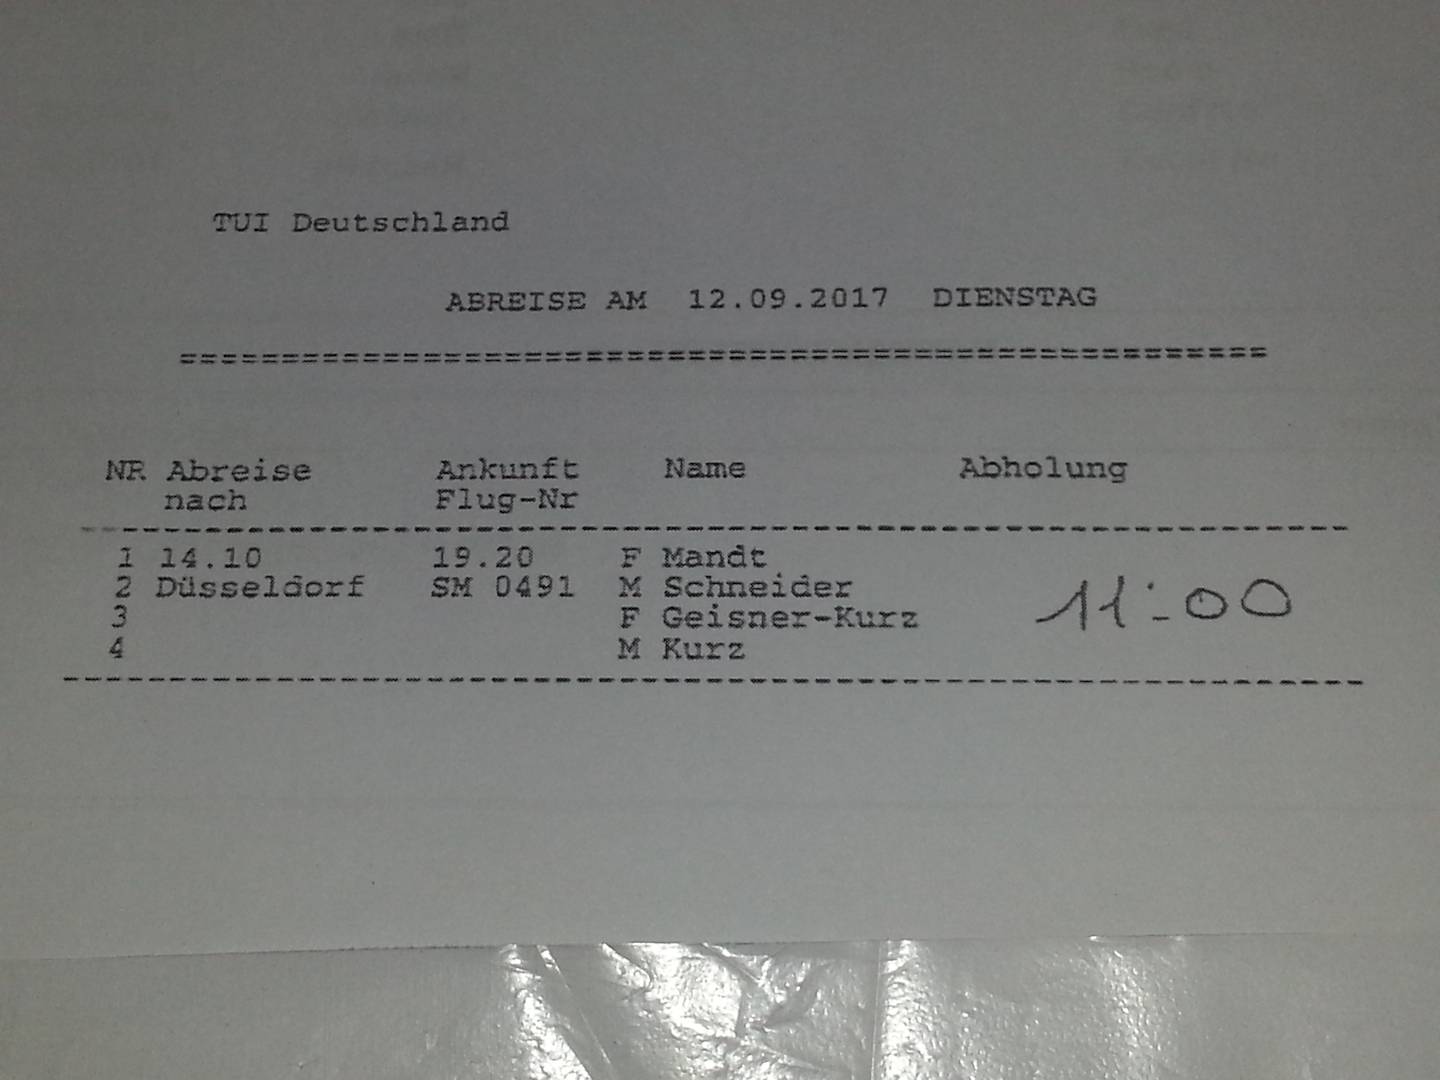 TUI Deutschland
ABREISE AM 12.09.2017 DIENSTAG
NR Abreise Ankunft Name Abholung
nach Flug-Nr
1 14.10 19.20 F Mandt
2 Düsseldorf SM 0491 M Schneider 11:00
3 F Geisner-Kurz
4 M Kurz